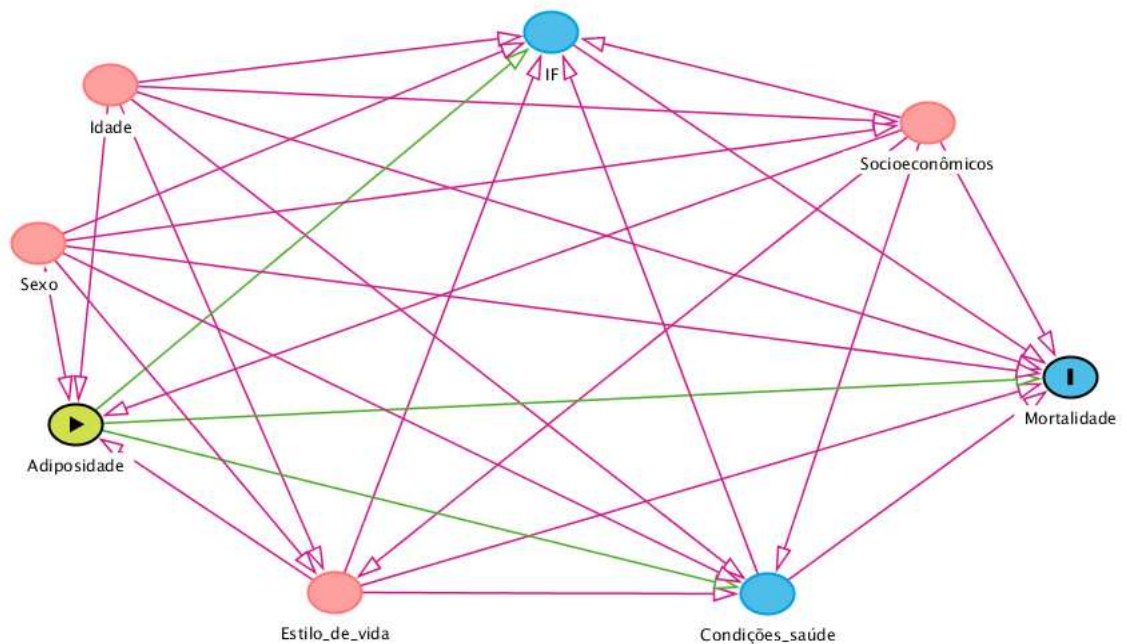 IF
Idade
Socioeconômicos
Sexo
Mortalidade
Adiposidade
Estilo_de_vida
Condições_saúde